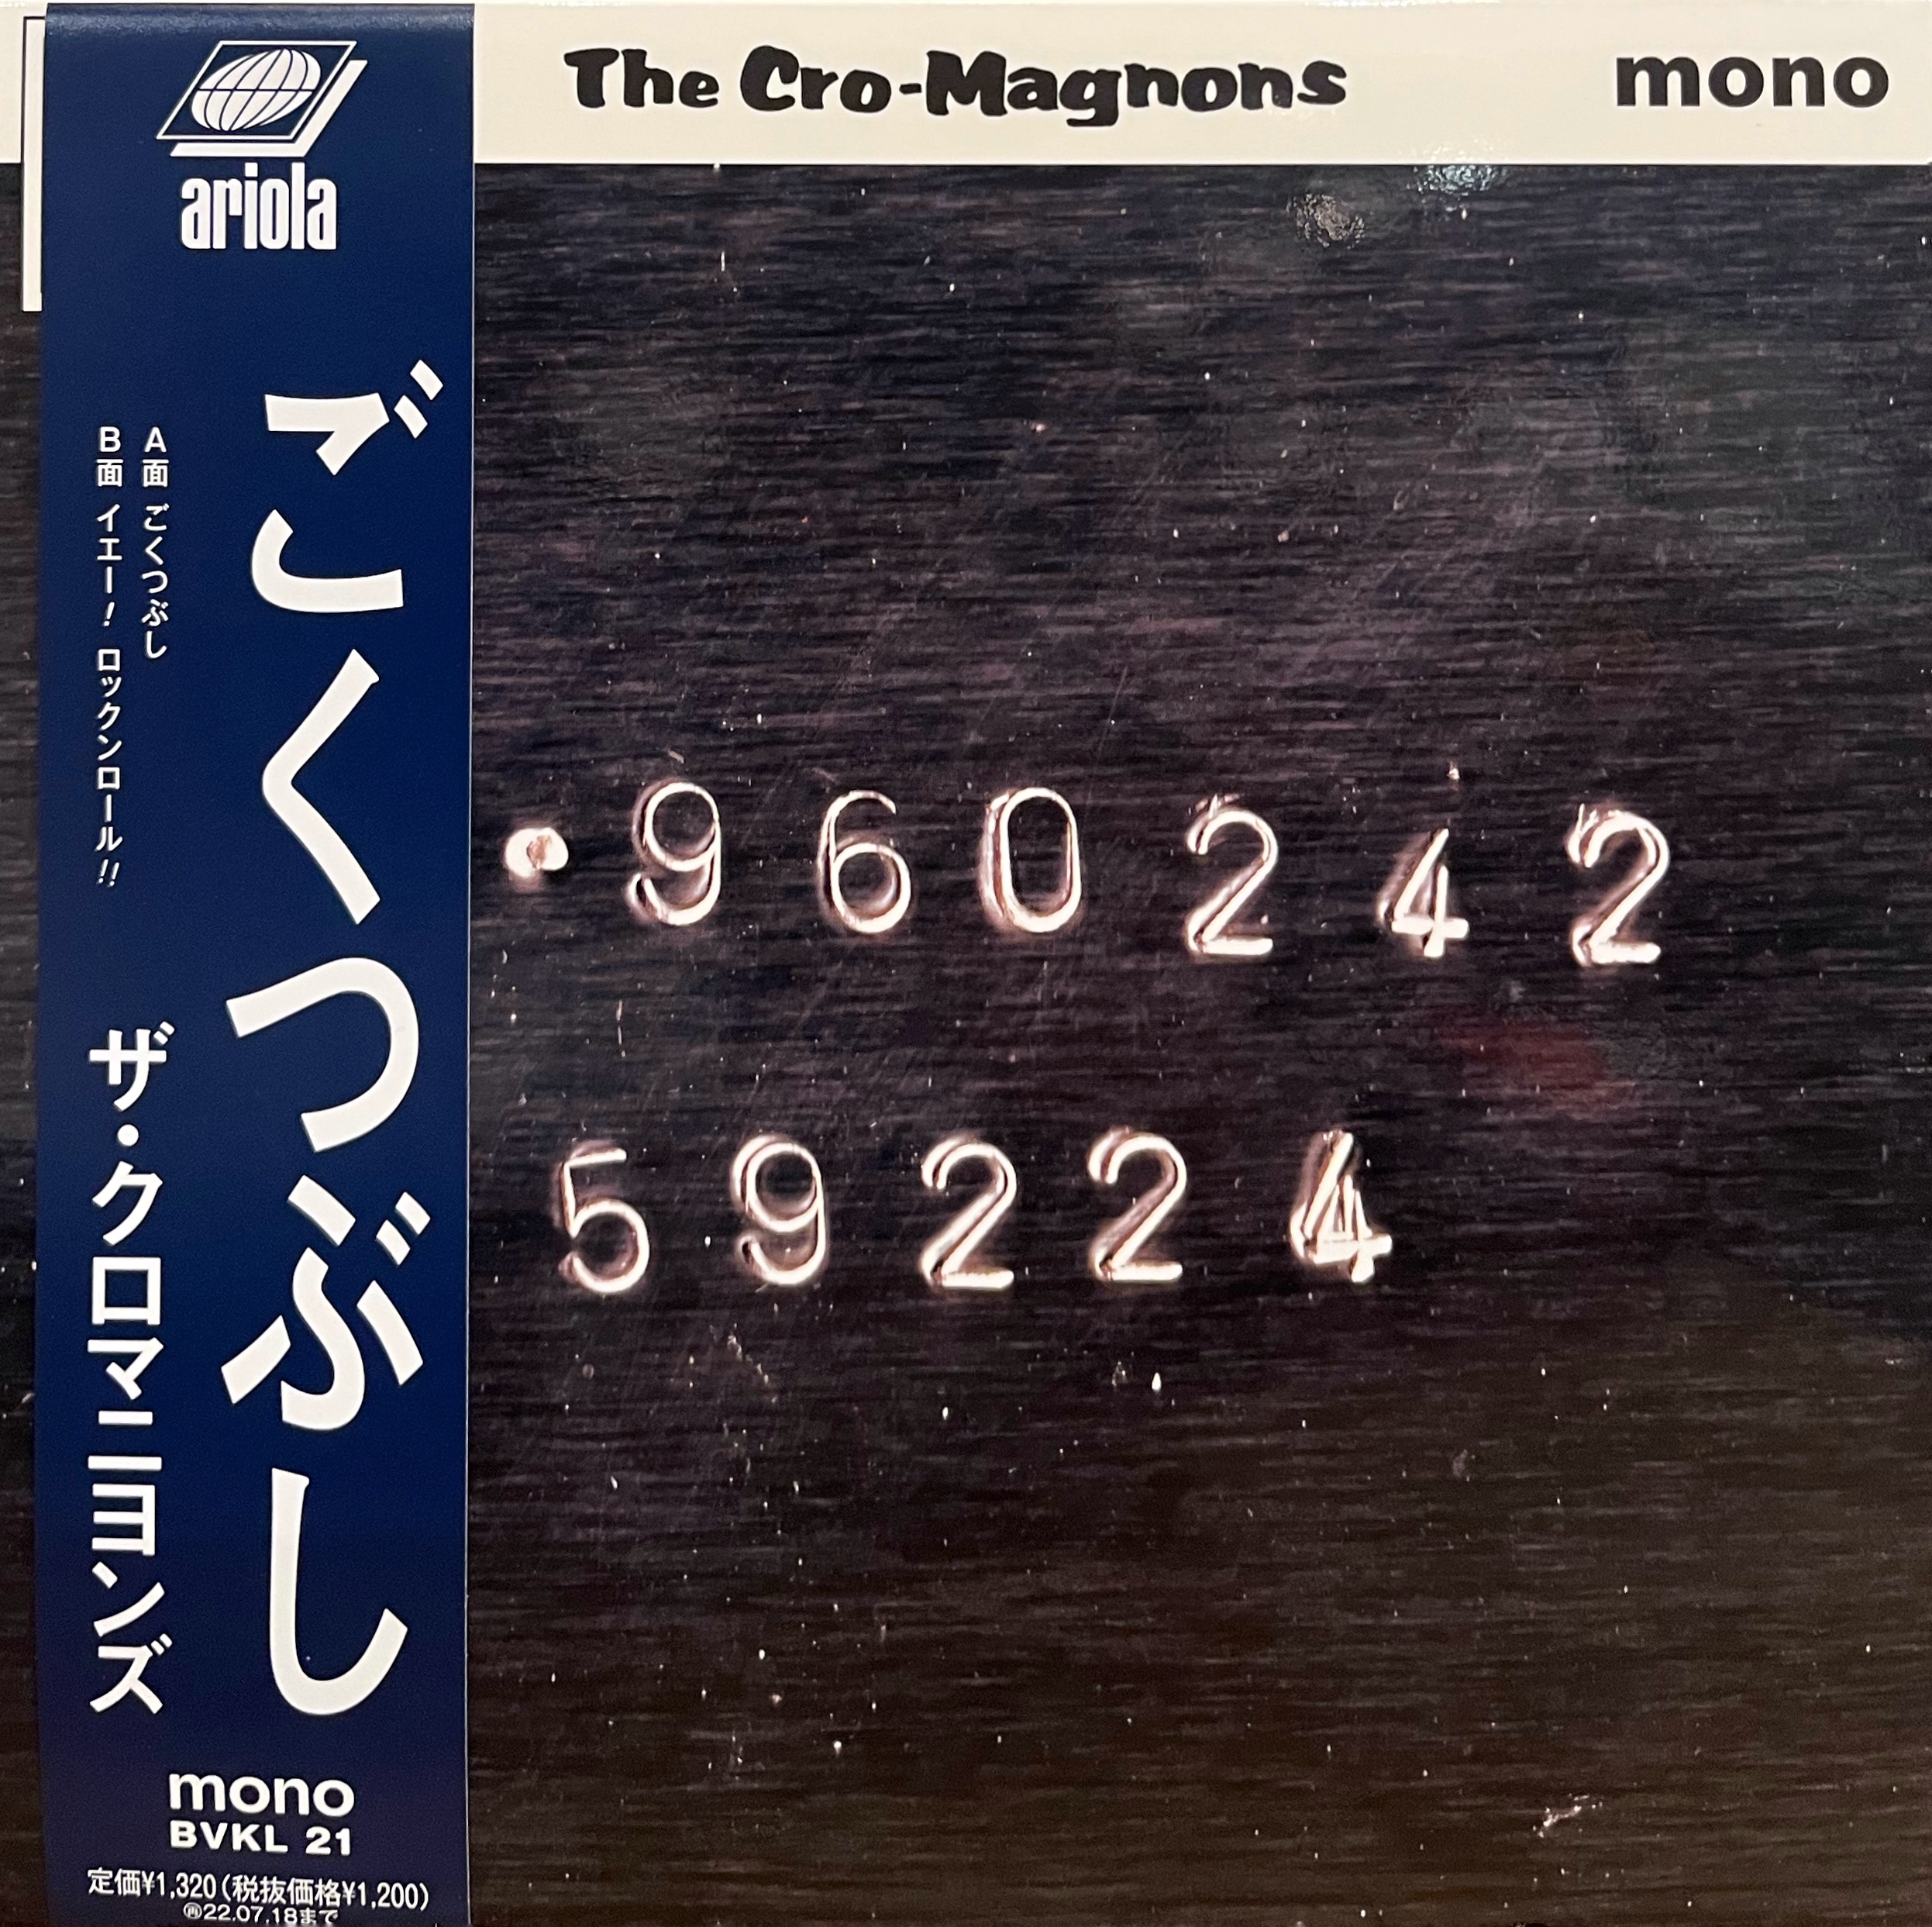 The Cro-Magnons
mono
ariola
ごくつぶし
A面 ごくつぶし
B面 イエー! ロックンロール!!
ザ・クロマニヨンズ
mono
BVKL 21
定価¥1,320(税抜価格¥1,200)
㊢22.07.18まで
·960242
59224